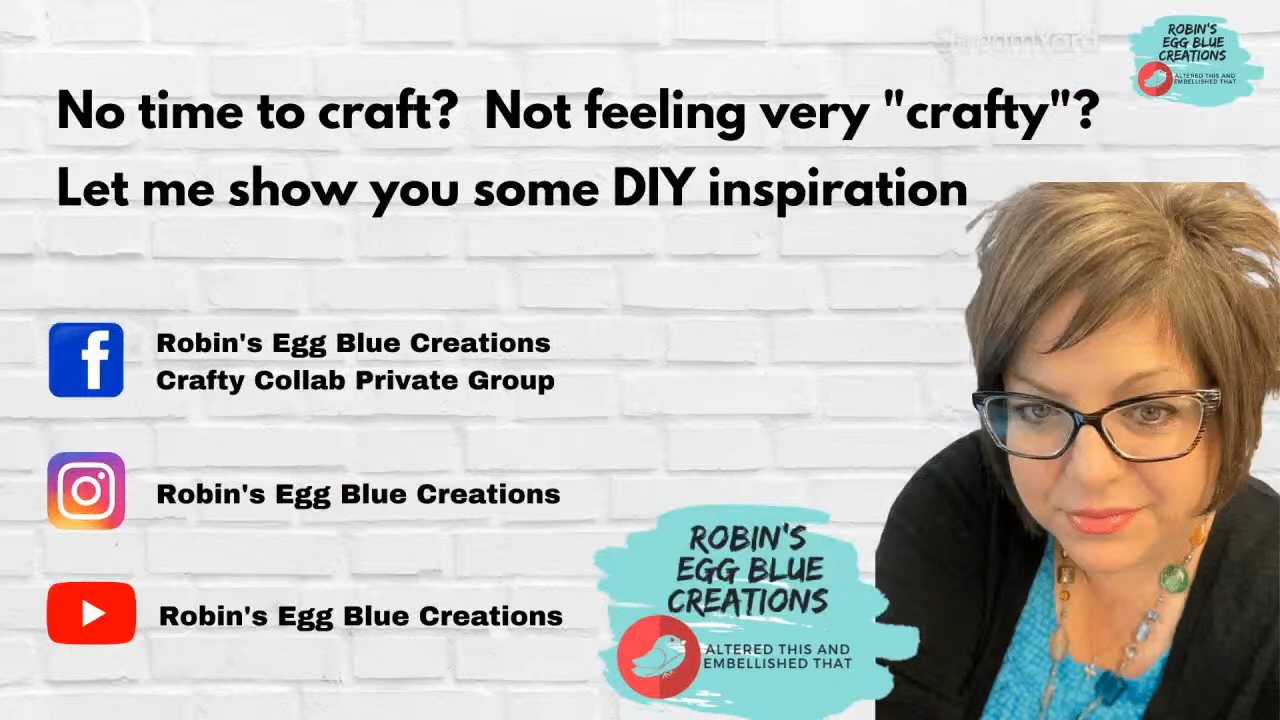 StreamYard
ROBIN'S
EGG BLUE
CREATIONS
ALTERED THIS AND
EMBELLISHED THAT
No time to craft?  Not feeling very "crafty"?
Let me show you some DIY inspiration
Robin's Egg Blue Creations
Crafty Collab Private Group
Robin's Egg Blue Creations
Robin's Egg Blue Creations
ROBIN'S
EGG BLUE
CREATIONS
ALTERED THIS AND
EMBELLISHED THAT